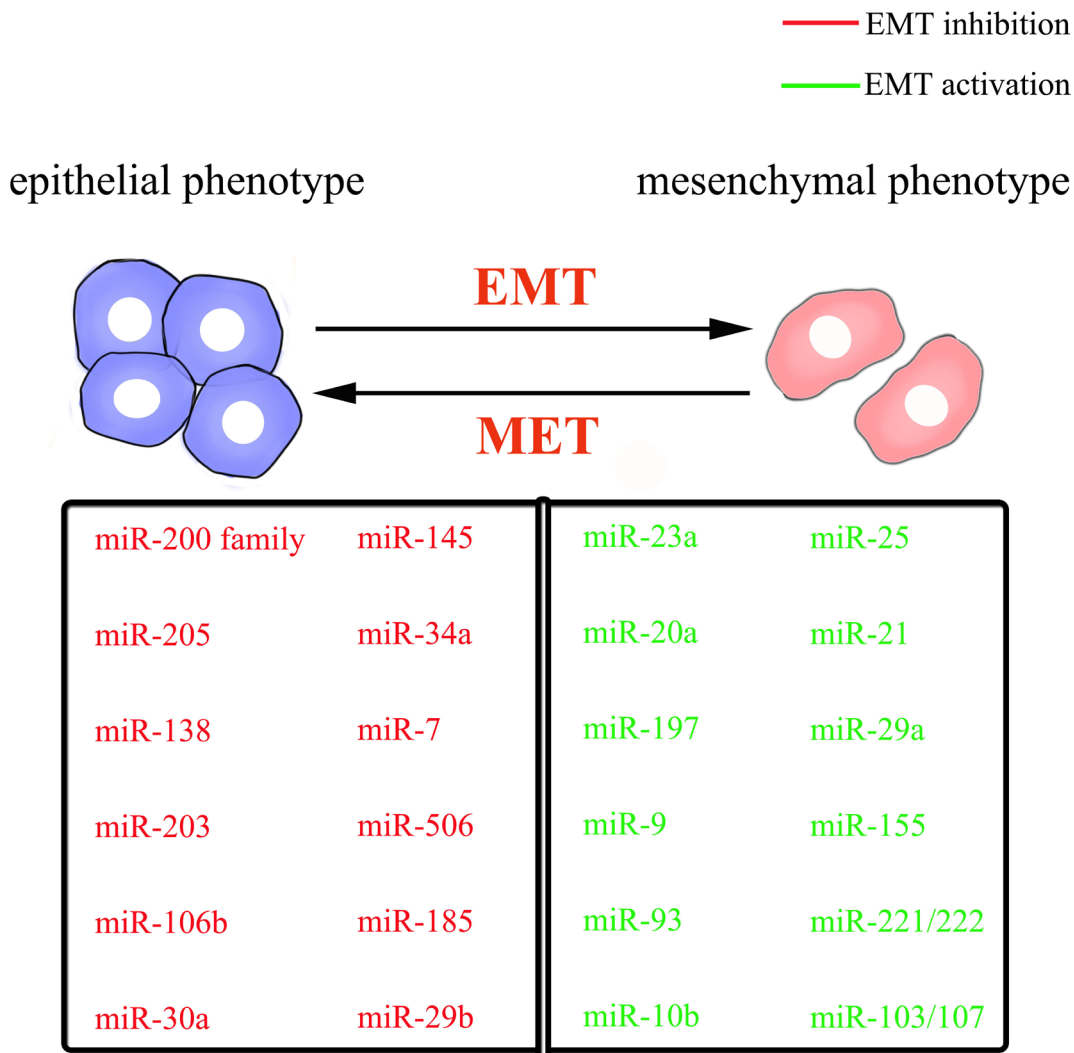 EMT inhibition
EMT activation
epithelial phenotype
mesenchymal phenotype
EMT
MET
miR-200 family miR-145 miR-23a miR-25
miR-205 miR-34a miR-20a miR-21
miR-138 miR-7 miR-197 miR-29a
miR-203 miR-506 miR-9 miR-155
miR-106b miR-185 miR-93 miR-221/222
miR-30a miR-29b miR-10b miR-103/107